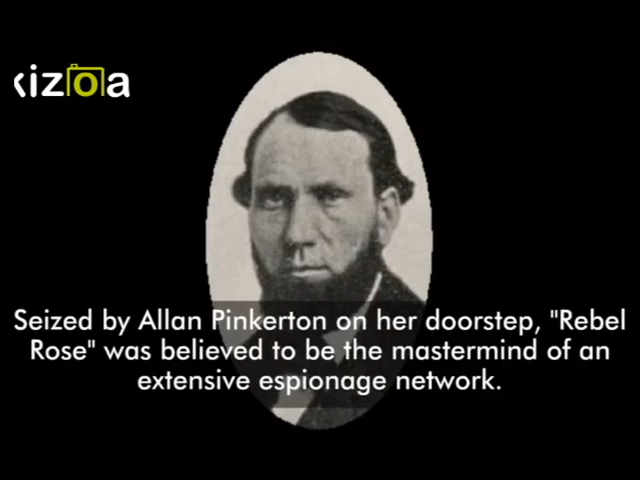 kizoa
Seized by Allan Pinkerton on her doorstep, "Rebel
Rose" was believed to be the mastermind of an
extensive espionage network.